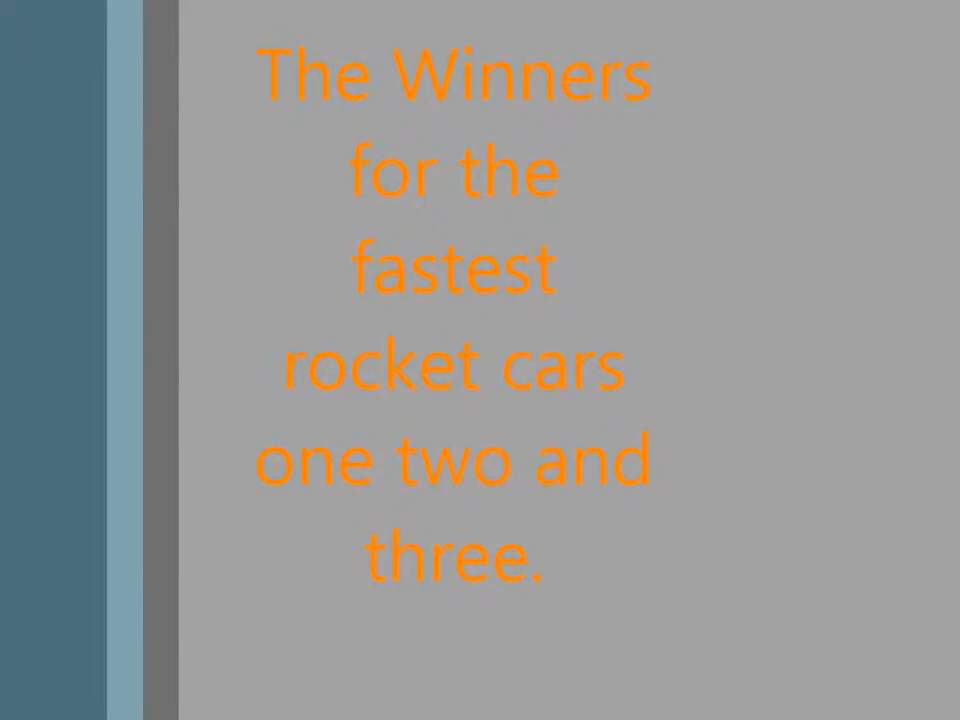 The Winners
for the
fastest
rocket cars
one two and
three.